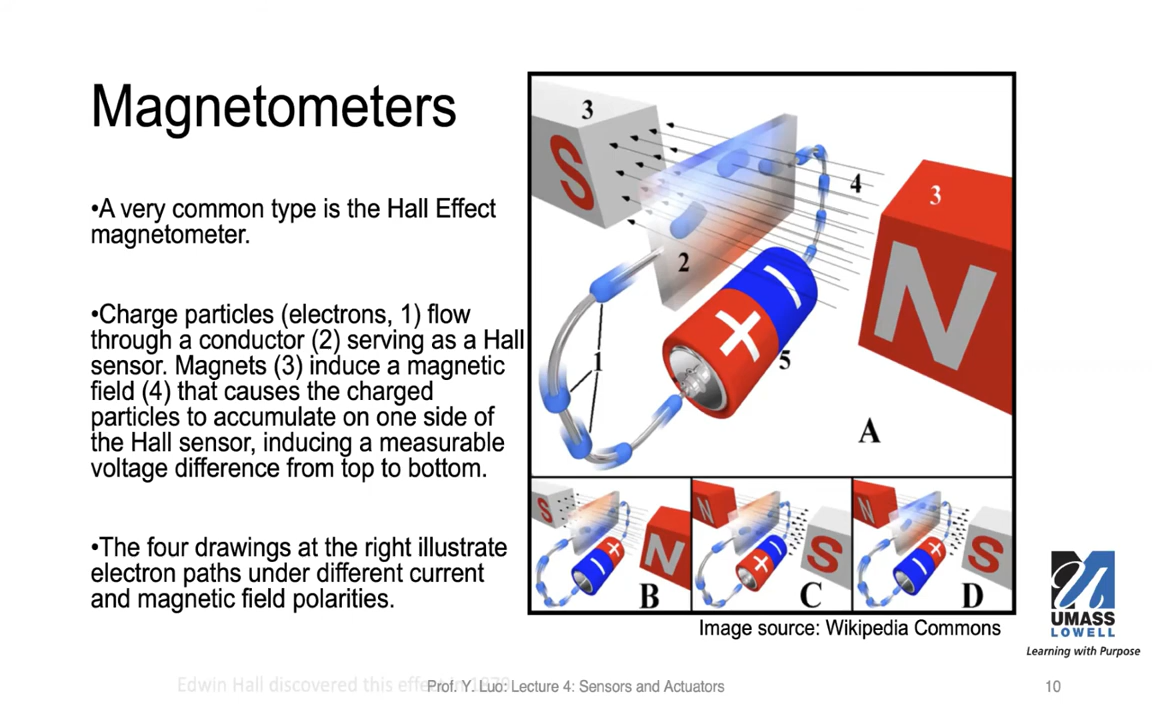 Magnetometers
•A very common type is the Hall Effect
magnetometer.
•Charge particles (electrons, 1) flow
through a conductor (2) serving as a Hall
sensor. Magnets (3) induce a magnetic
field (4) that causes the charged
particles to accumulate on one side of
the Hall sensor, inducing a measurable
voltage difference from top to bottom.
•The four drawings at the right illustrate
electron paths under different current
and magnetic field polarities.
3
S
4
3
N
2
+
−
5
1
A
S
N
+
B
N
S
+
−
C
N
S
+
D
Image source: Wikipedia Commons
UMASS
LOWELL
Learning with Purpose
Edwin Hall discovered this
Prof. Y. Luo: Lecture 4: Sensors and Actuators
10